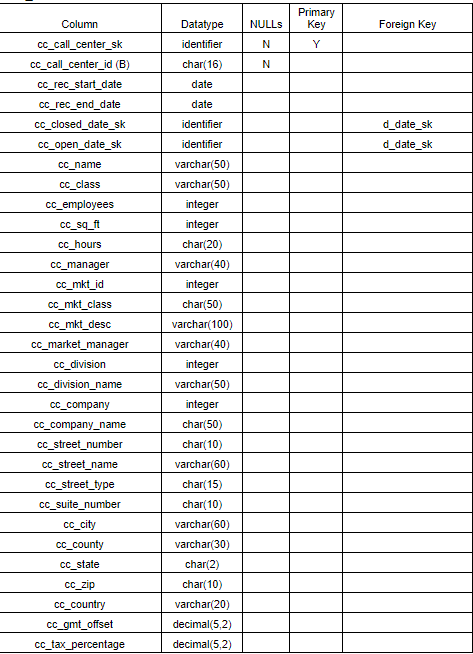 Column Datatype NULLs Primary Key Foreign Key
cc_call_center_sk identifier N Y
cc_call_center_id (B) char(16) N
cc_rec_start_date date
cc_rec_end_date date
cc_closed_date_sk identifier d_date_sk
cc_open_date_sk identifier d_date_sk
cc_name varchar(50)
cc_class varchar(50)
cc_employees integer
cc_sq_ft integer
cc_hours char(20)
cc_manager varchar(40)
cc_mkt_id integer
cc_mkt_class char(50)
cc_mkt_desc varchar(100)
cc_market_manager varchar(40)
cc_division integer
cc_division_name varchar(50)
cc_company integer
cc_company_name char(50)
cc_street_number char(10)
cc_street_name varchar(60)
cc_street_type char(15)
cc_suite_number char(10)
cc_city varchar(60)
cc_county varchar(30)
cc_state char(2)
cc_zip char(10)
cc_country varchar(20)
cc_gmt_offset decimal(5,2)
cc_tax_percentage decimal(5,2)